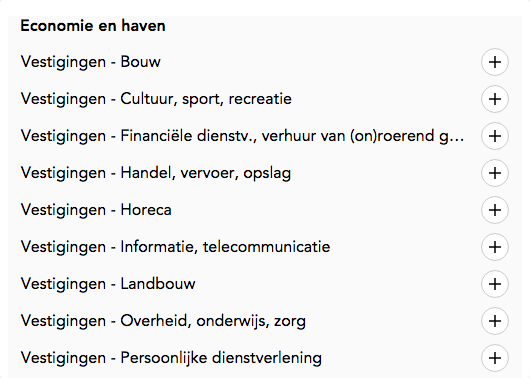 Economie en haven
Vestigingen - Bouw
Vestigingen - Cultuur, sport, recreatie
Vestigingen - Financiële dienstv., verhuur van (on)roerend g...
Vestigingen - Handel, vervoer, opslag
Vestigingen - Horeca
Vestigingen - Informatie, telecommunicatie
Vestigingen - Landbouw
Vestigingen - Overheid, onderwijs, zorg
Vestigingen - Persoonlijke dienstverlening